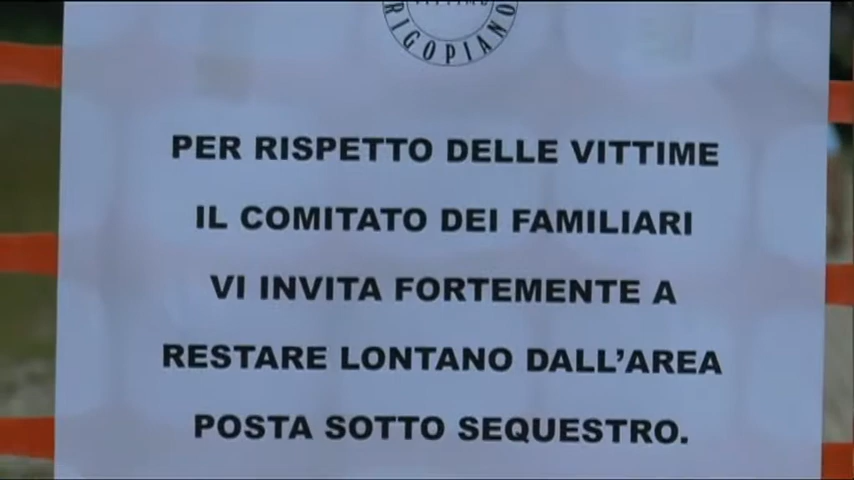 RIGOPIANO
PER RISPETTO DELLE VITTIME
IL COMITATO DEI FAMILIARI
VI INVITA FORTEMENTE A
RESTARE LONTANO DALL'AREA
POSTA SOTTO SEQUESTRO.